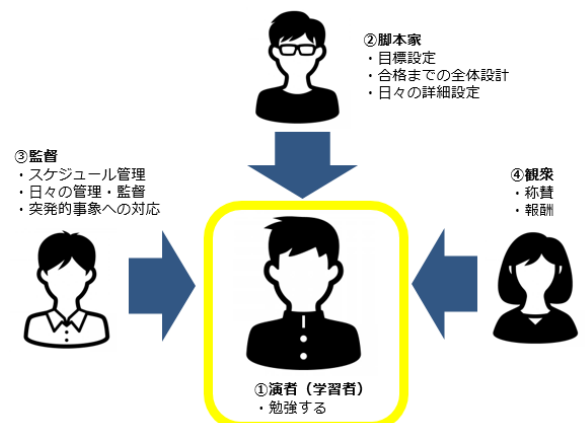 ②脚本家
・目標設定
・合格までの全体設計
・日々の詳細設定
③監督
・スケジュール管理
・日々の管理・監督
・突発的事象への対応
④観衆
・称賛
・報酬
①演者（学習者）
・勉強する